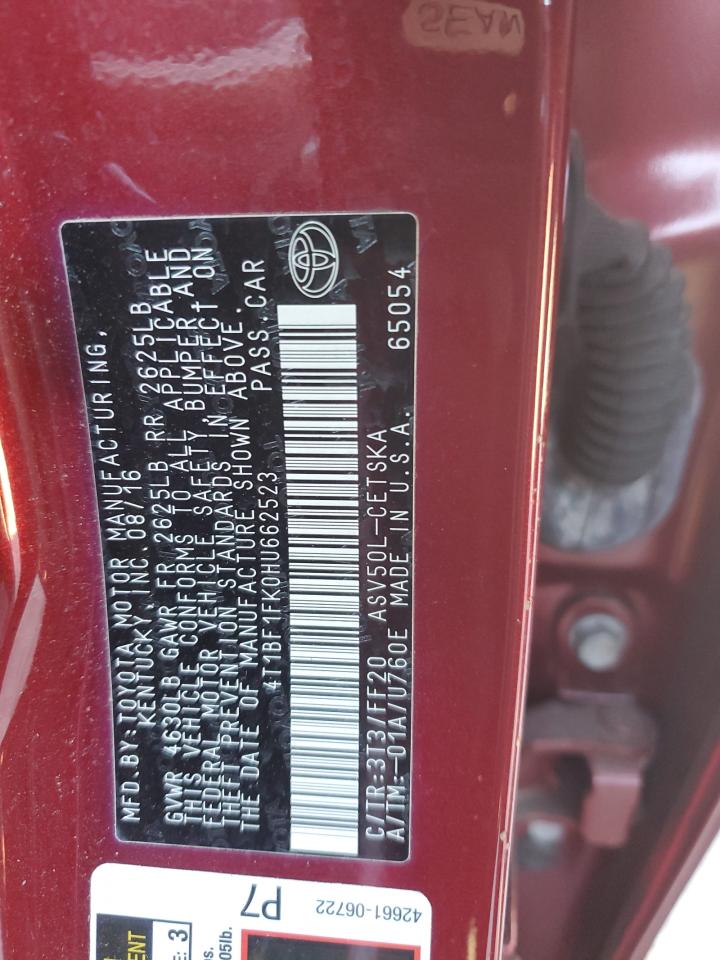 MFD.BY:TOYOTA MOTOR MANUFACTURING,
KENTUCKY, INC. 08/16
GVWR 4630LB GAWR FR 2625LB RR 2625LB
THIS VEHICLE CONFORMS TO ALL APPLICABLE
FEDERAL MOTOR VEHICLE SAFETY, BUMPER AND
THEFT PREVENTION STANDARDS IN EFFECT ON
THE DATE OF MANUFACTURE SHOWN ABOVE.
4T1BF1FK0HU662523 PASS.CAR
C/TR:3T3/FF20 ASV50L-CETSKA
A/TM:-01A/U760E MADE IN U.S.A. 65054
P7
42661-06722
3
05lb.